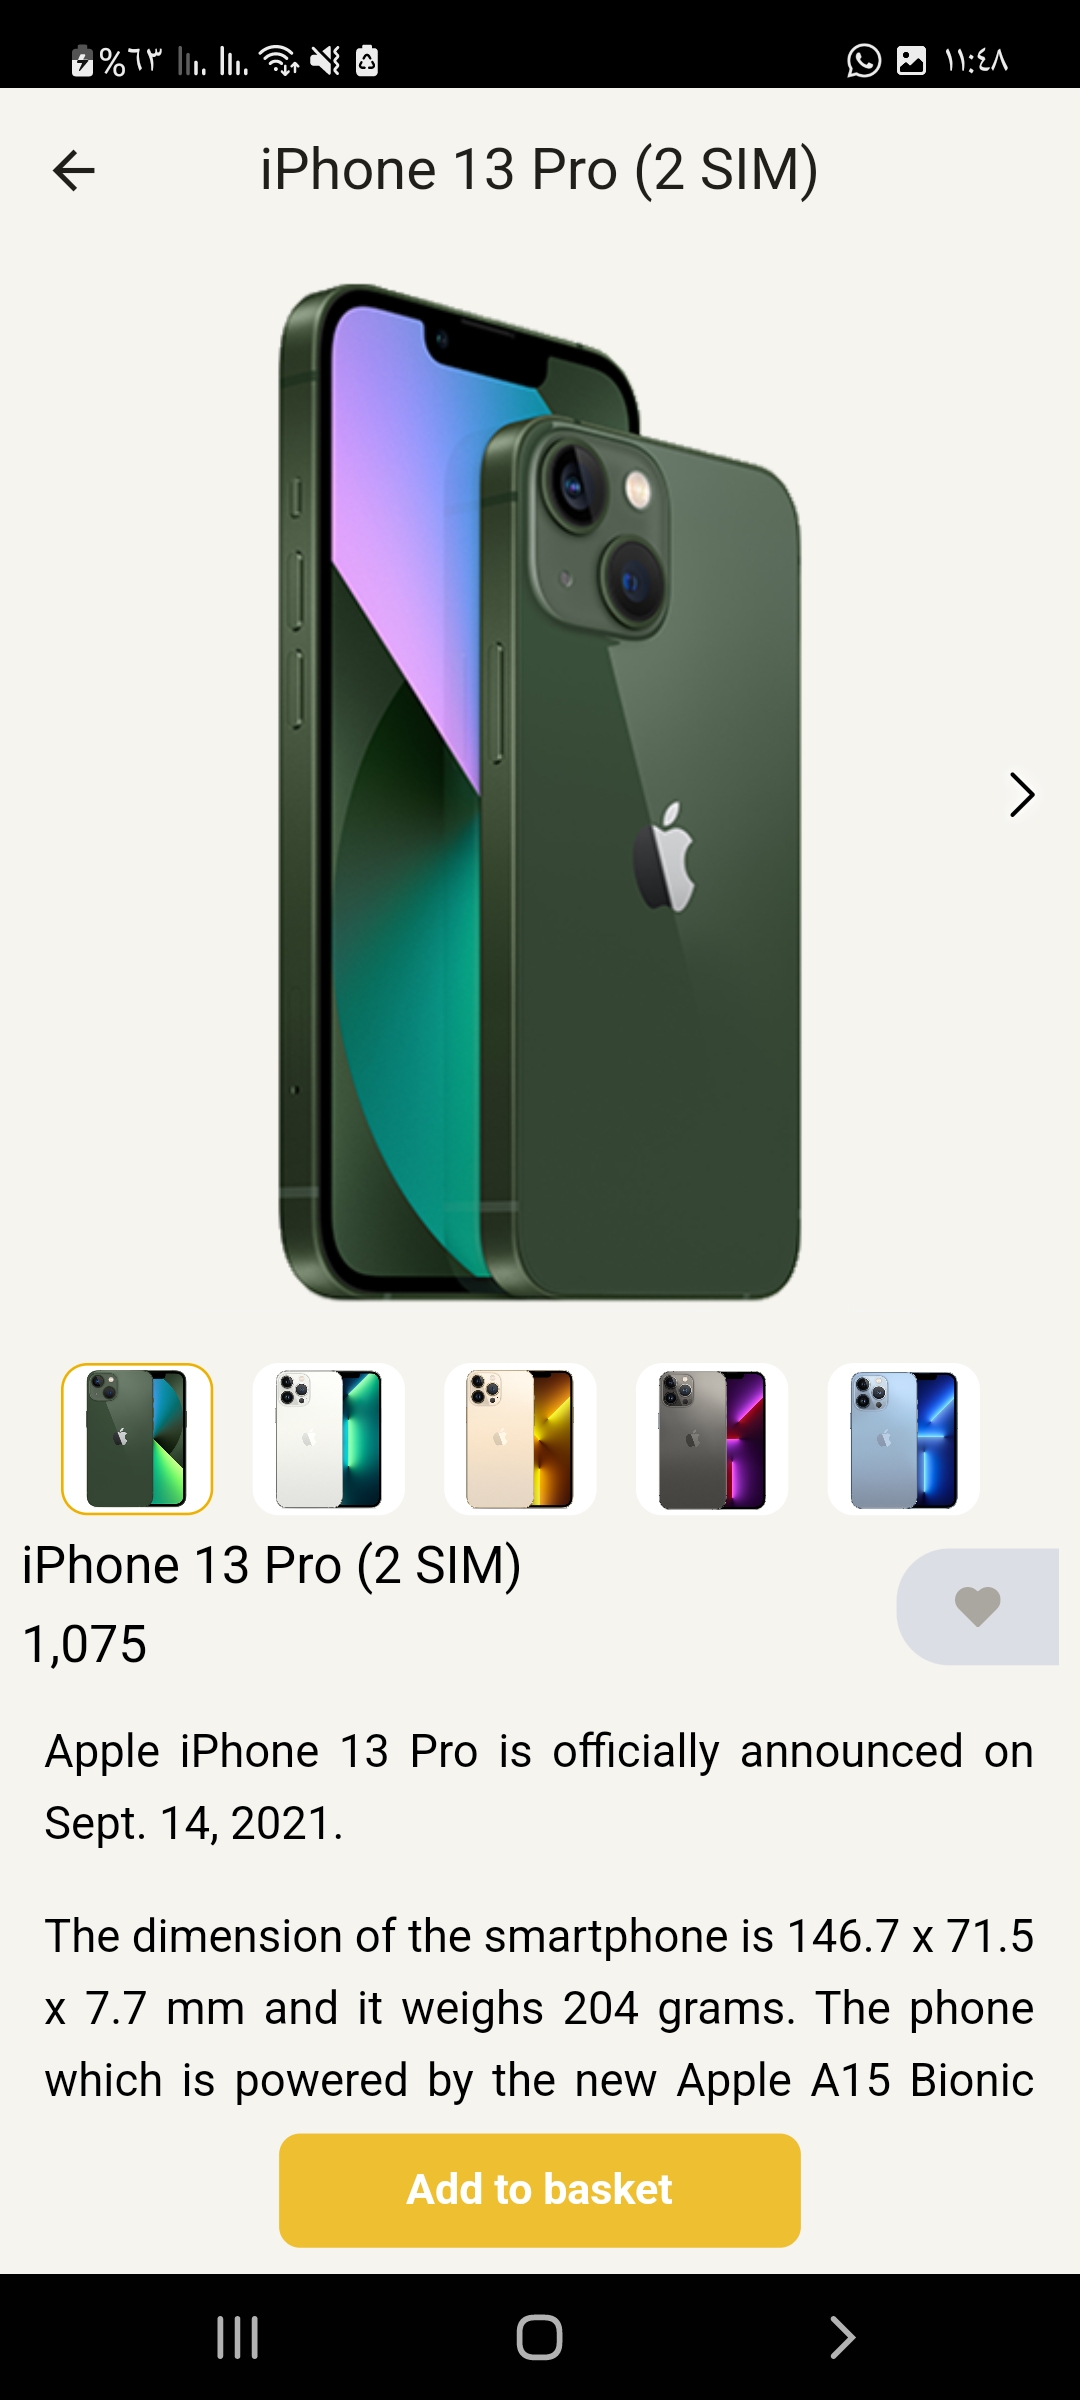 %٦٣ ١١:٤٨
iPhone 13 Pro (2 SIM)
iPhone 13 Pro (2 SIM)
1,075
Apple iPhone 13 Pro is officially announced on
Sept. 14, 2021.
The dimension of the smartphone is 146.7 x 71.5
x 7.7 mm and it weighs 204 grams. The phone
which is powered by the new Apple A15 Bionic
Add to basket